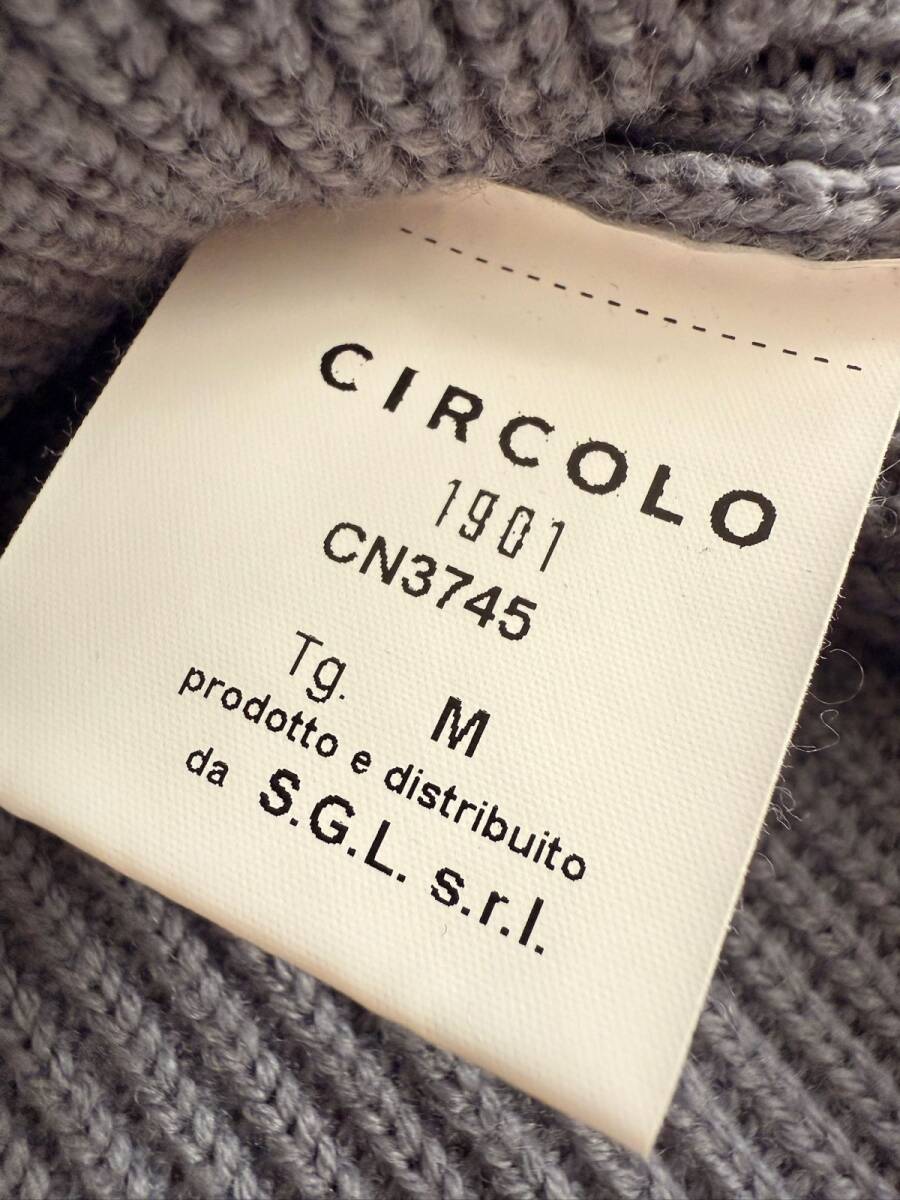 CIRCOLO
1901
CN3745
Tg. M
prodotto e distribuito
da S.G.L. s.r.l.